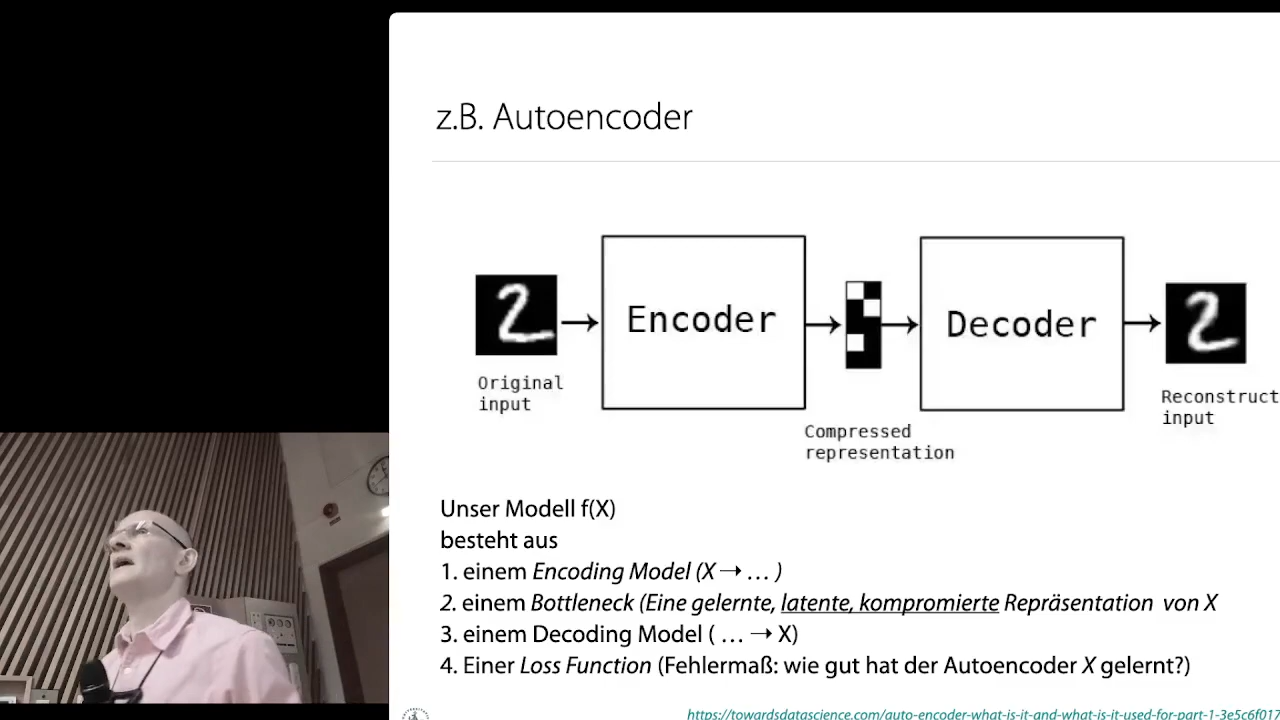 z.B. Autoencoder
Original
input
Encoder
Compressed
representation
Decoder
Reconstruct
input
Unser Modell f(X)
besteht aus
1. einem Encoding Model (X → … )
2. einem Bottleneck (Eine gelernte, latente, kompromierte Repräsentation von X
3. einem Decoding Model ( … → X)
4. Einer Loss Function (Fehlermaß: wie gut hat der Autoencoder X gelernt?)
https://towardsdatascience.com/auto-encoder-what-is-it-and-what-is-it-used-for-part-1-3e5c6f017